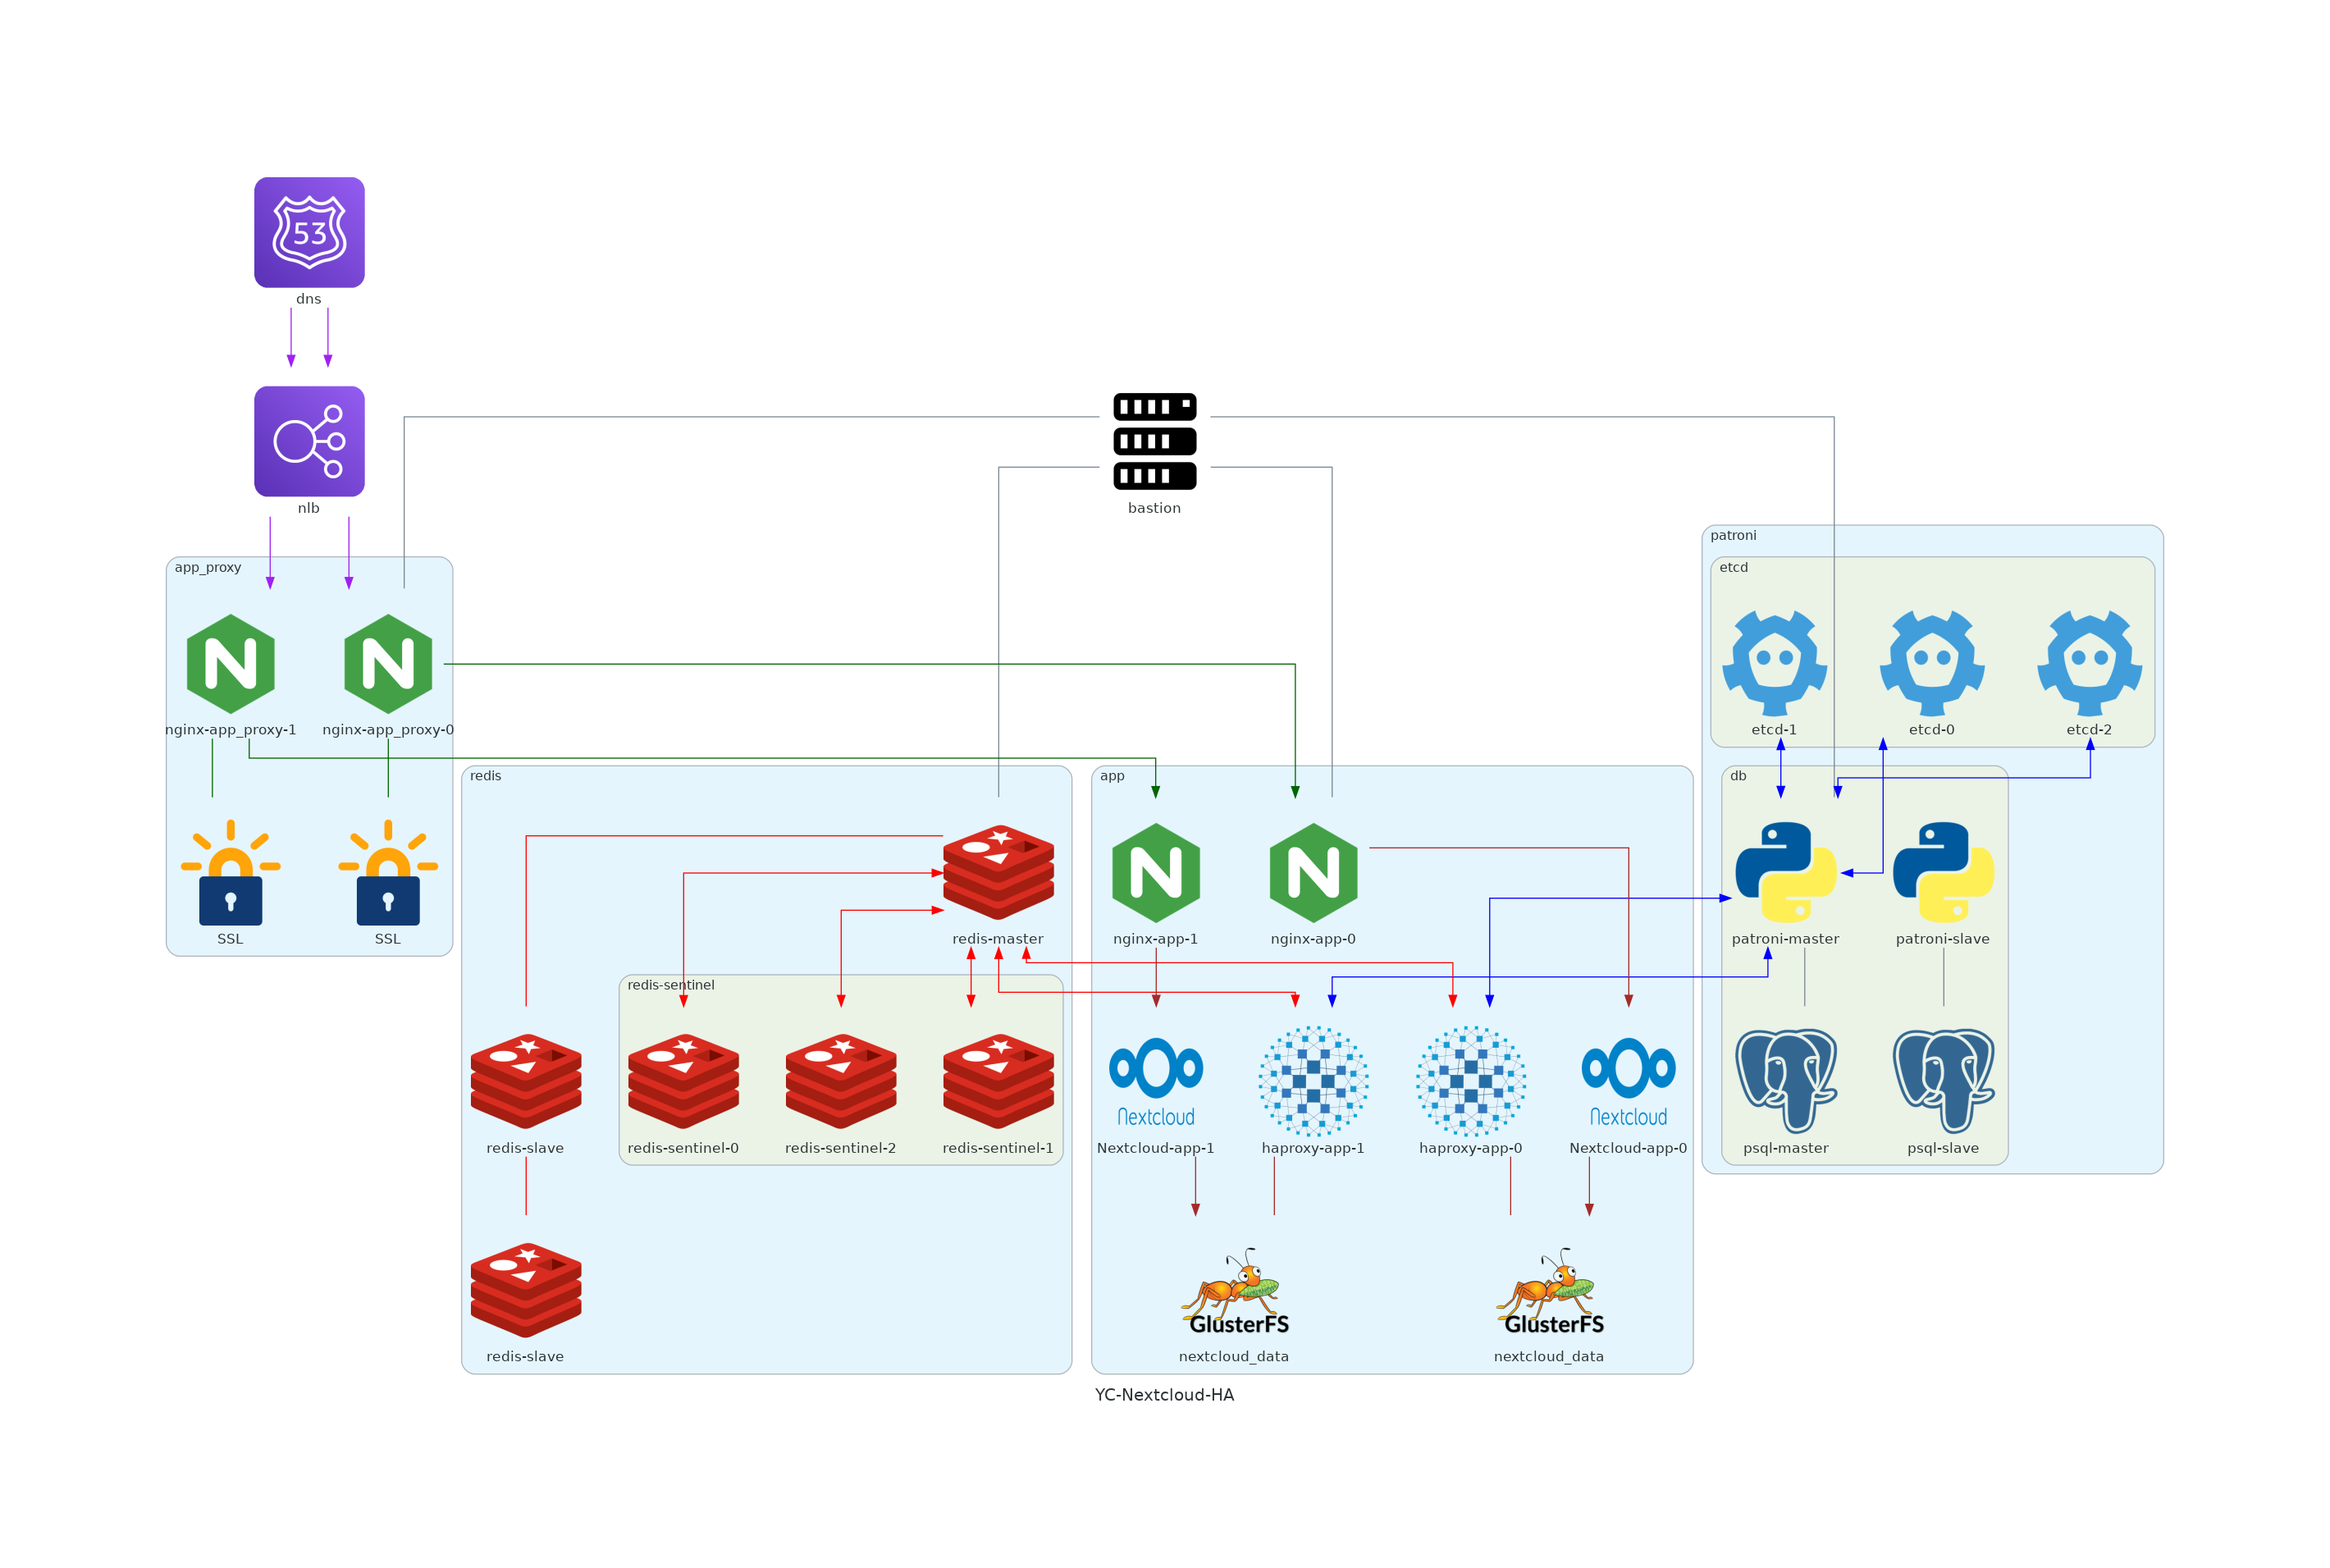 53
dns
nlb
bastion
patroni
etcd
app_proxy
etcd-1
etcd-0
etcd-2
nginx-app_proxy-1
nginx-app_proxy-0
redis
app
db
SSL
SSL
redis-master
nginx-app-1
nginx-app-0
patroni-master
patroni-slave
redis-sentinel
Nextcloud
Nextcloud
redis-slave
redis-sentinel-0
redis-sentinel-2
redis-sentinel-1
Nextcloud-app-1
haproxy-app-1
haproxy-app-0
Nextcloud-app-0
psql-master
psql-slave
GlusterFS
GlusterFS
redis-slave
nextcloud_data
nextcloud_data
YC-Nextcloud-HA